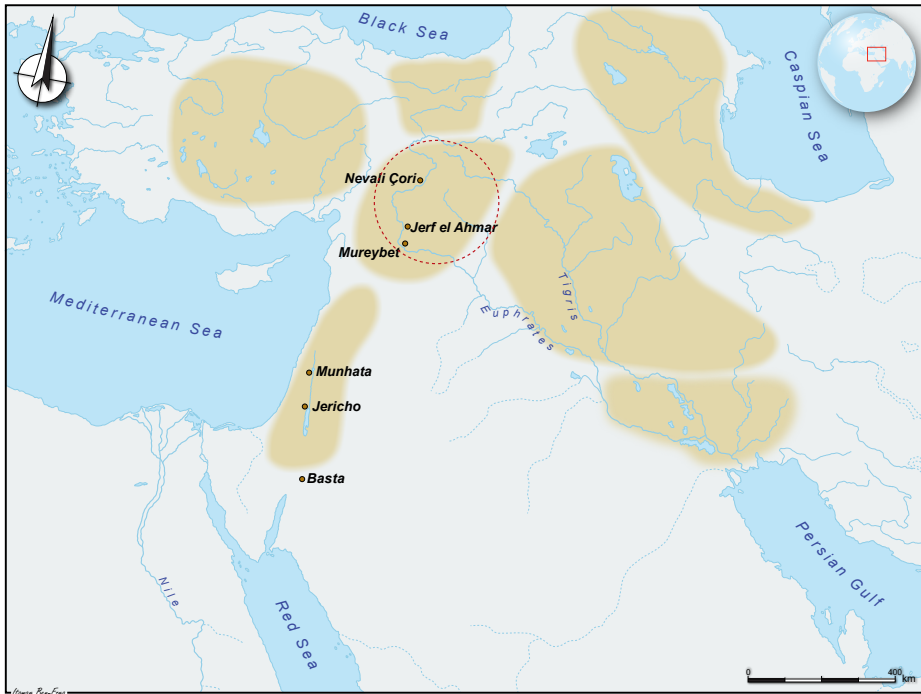 Black Sea
Caspian Sea
Nevali Çori
Jerf el Ahmar
Mureybet
Mediterranean Sea
Tigris
Euphrates
Munhata
Jericho
Basta
Nile
Red Sea
Persian Gulf
0 400
km